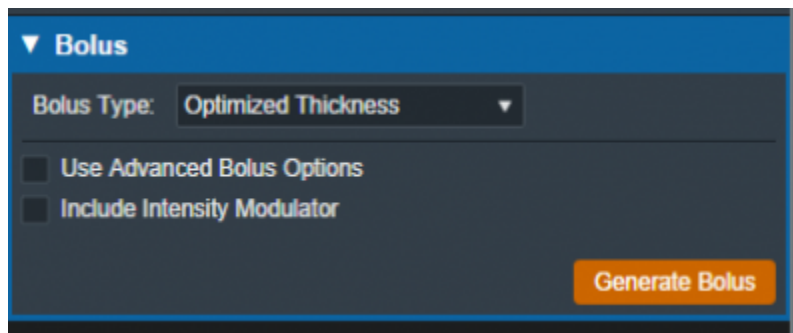 Bolus
Bolus Type: Optimized Thickness
Use Advanced Bolus Options
Include Intensity Modulator
Generate Bolus